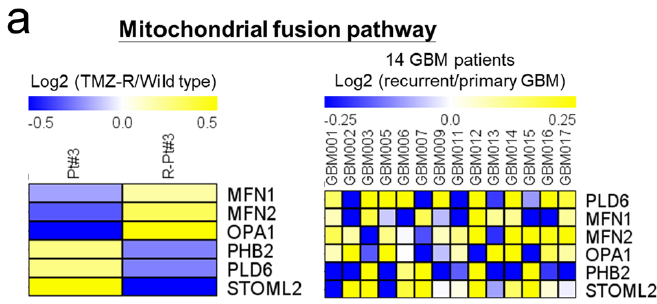 a
Mitochondrial fusion pathway
Log2 (TMZ-R/Wild type)
-0.5 0.0 0.5
Pt#3
R-Pt#3
MFN1
MFN2
OPA1
PHB2
PLD6
STOML2
14 GBM patients
Log2 (recurrent/primary GBM)
-0.25 0.0 0.25
GBM001
GBM002
GBM003
GBM005
GBM006
GBM007
GBM009
GBM011
GBM012
GBM013
GBM014
GBM015
GBM016
GBM017
PLD6
MFN1
MFN2
OPA1
PHB2
STOML2